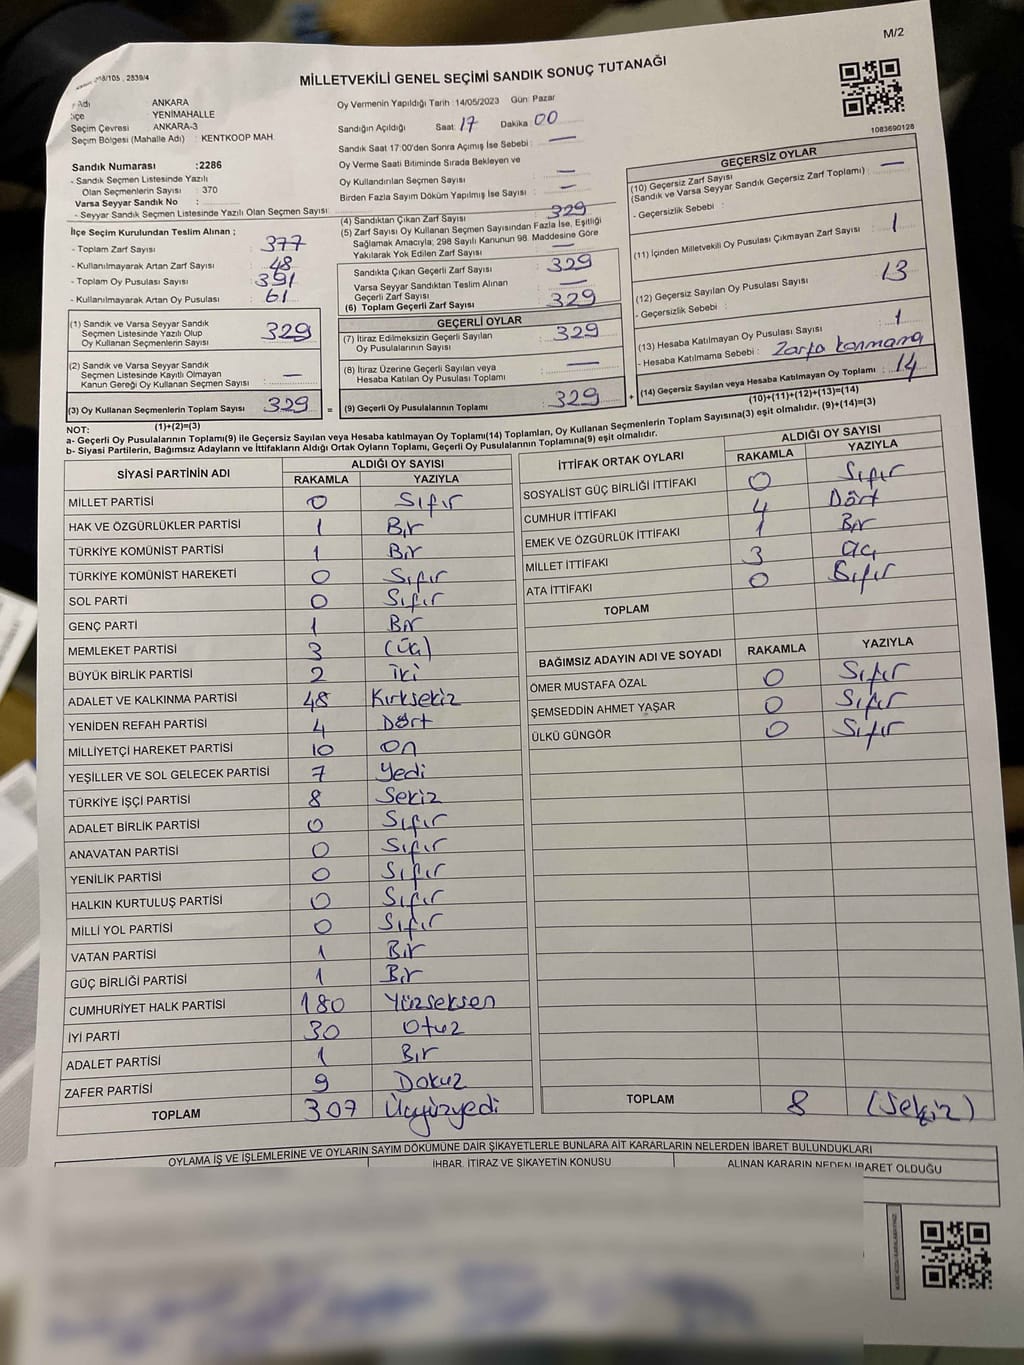 M/2
MİLLETVEKİLİ GENEL SEÇİMİ SANDIK SONUÇ TUTANAĞI
1083690128
ANKARA
YENİMAHALLE
Seçim Çevresi ANKARA-3
Seçim Bölgesi (Mahalle Adı) : KENTKOOP MAH.
Sandık Numarası :2286
- Sandık Seçmen Listesinde Yazılı
Olan Seçmenlerin Sayısı : 370
Varsa Seyyar Sandık No :
- Seyyar Sandık Seçmen Listesinde Yazılı Olan Seçmen Sayısı:
İlçe Seçim Kurulundan Teslim Alınan ;
- Toplam Zarf Sayısı : 377
- Kullanılmayarak Artan Zarf Sayısı : 48
- Toplam Oy Pusulası Sayısı : 391
- Kullanılmayarak Artan Oy Pusulası : 61
(1) Sandık ve Varsa Seyyar Sandık
Seçmen Listesinde Yazılı Olup
Oy Kullanan Seçmenlerin Sayısı : 329
(2) Sandık ve Varsa Seyyar Sandık
Seçmen Listesinde Kayıtlı Olmayan
Kanun Gereği Oy Kullanan Seçmen Sayısı : —
(3) Oy Kullanan Seçmenlerin Toplam Sayısı : 329 =
(1)+(2)=(3)
Oy Vermenin Yapıldığı Tarih :14/05/2023 Gün: Pazar
Sandığın Açıldığı Saat : 17 Dakika : 00
Sandık Saat 17:00'den Sonra Açımış İse Sebebi : —
Oy Verme Saati Bitiminde Sırada Bekleyen ve
Oy Kullandırılan Seçmen Sayısı : —
Birden Fazla Sayım Döküm Yapılmış İse Sayısı : —
(4) Sandıktan Çıkan Zarf Sayısı : 329
(5) Zarf Sayısı Oy Kullanan Seçmen Sayısından Fazla İse, Eşitliği
Sağlamak Amacıyla; 298 Sayılı Kanunun 98. Maddesine Göre
Yakılarak Yok Edilen Zarf Sayısı : —
Sandıkta Çıkan Geçerli Zarf Sayısı : 329
Varsa Seyyar Sandıktan Teslim Alınan
Geçerli Zarf Sayısı : —
(6) Toplam Geçerli Zarf Sayısı : 329
GEÇERLİ OYLAR
(7) İtiraz Edilmeksizin Geçerli Sayılan
Oy Pusulalarının Sayısı : 329
(8) İtiraz Üzerine Geçerli Sayılan veya
Hesaba Katılan Oy Pusulası Toplamı : —
(9) Geçerli Oy Pusulalarının Toplamı : 329 +
GEÇERSİZ OYLAR
(10) Geçersiz Zarf Sayısı
(Sandık ve Varsa Seyyar Sandık Geçersiz Zarf Toplamı) : —
- Geçersizlik Sebebi :
(11) İçinden Milletvekili Oy Pusulası Çıkmayan Zarf Sayısı : 1
(12) Geçersiz Sayılan Oy Pusulası Sayısı : 13
- Geçersizlik Sebebi :
(13) Hesaba Katılmayan Oy Pusulası Sayısı : 1
- Hesaba Katılmama Sebebi : Zarfa konmama
(14) Geçersiz Sayılan veya Hesaba Katılmayan Oy Toplamı : 14
(10)+(11)+(12)+(13)=(14)
NOT:
a- Geçerli Oy Pusulalarının Toplamı(9) ile Geçersiz Sayılan veya Hesaba katılmayan Oy Toplamı(14) Toplamları, Oy Kullanan Seçmenlerin Toplam Sayısına(3) eşit olmalıdır. (9)+(14)=(3)
b- Siyasi Partilerin, Bağımsız Adayların ve İttifakların Aldığı Ortak Oyların Toplamı, Geçerli Oy Pusulalarının Toplamına(9) eşit olmalıdır.
SİYASİ PARTİNİN ADI ALDIĞI OY SAYISI
RAKAMLA YAZIYLA
MİLLET PARTİSİ 0 Sıfır
HAK VE ÖZGÜRLÜKLER PARTİSİ 1 Bir
TÜRKİYE KOMÜNİST PARTİSİ 1 Bir
TÜRKİYE KOMÜNİST HAREKETİ 0 Sıfır
SOL PARTİ 0 Sıfır
GENÇ PARTİ 1 Bir
MEMLEKET PARTİSİ 3 (Üç)
BÜYÜK BİRLİK PARTİSİ 2 iki
ADALET VE KALKINMA PARTİSİ 48 Kırksekiz
YENİDEN REFAH PARTİSİ 4 Dört
MİLLİYETÇİ HAREKET PARTİSİ 10 On
YEŞİLLER VE SOL GELECEK PARTİSİ 7 Yedi
TÜRKİYE İŞÇİ PARTİSİ 8 Sekiz
ADALET BİRLİK PARTİSİ 0 Sıfır
ANAVATAN PARTİSİ 0 Sıfır
YENİLİK PARTİSİ 0 Sıfır
HALKIN KURTULUŞ PARTİSİ 0 Sıfır
MİLLİ YOL PARTİSİ 0 Sıfır
VATAN PARTİSİ 1 Bir
GÜÇ BİRLİĞİ PARTİSİ 1 Bir
CUMHURİYET HALK PARTİSİ 180 Yüzseksen
İYİ PARTİ 30 Otuz
ADALET PARTİSİ 1 Bir
ZAFER PARTİSİ 9 Dokuz
TOPLAM 307 Üçyüzyedi
İTTİFAK ORTAK OYLARI ALDIĞI OY SAYISI
RAKAMLA YAZIYLA
SOSYALİST GÜÇ BİRLİĞİ İTTİFAKI 0 Sıfır
CUMHUR İTTİFAKI 4 Dört
EMEK VE ÖZGÜRLÜK İTTİFAKI 1 Bir
MİLLET İTTİFAKI 3 Üç
ATA İTTİFAKI 0 Sıfır
TOPLAM
BAĞIMSIZ ADAYIN ADI VE SOYADI RAKAMLA YAZIYLA
ÖMER MUSTAFA ÖZAL 0 Sıfır
ŞEMSEDDİN AHMET YAŞAR 0 Sıfır
ÜLKÜ GÜNGÖR 0 Sıfır
TOPLAM 8 (Sekiz)
OYLAMA İŞ VE İŞLEMLERİNE VE OYLARIN SAYIM DÖKÜMÜNE DAİR ŞİKAYETLERLE BUNLARA AİT KARARLARIN NELERDEN İBARET BULUNDUKLARI
İHBAR, İTİRAZ VE ŞİKAYETİN KONUSU
ALINAN KARARIN NEDEN İBARET OLDUĞU